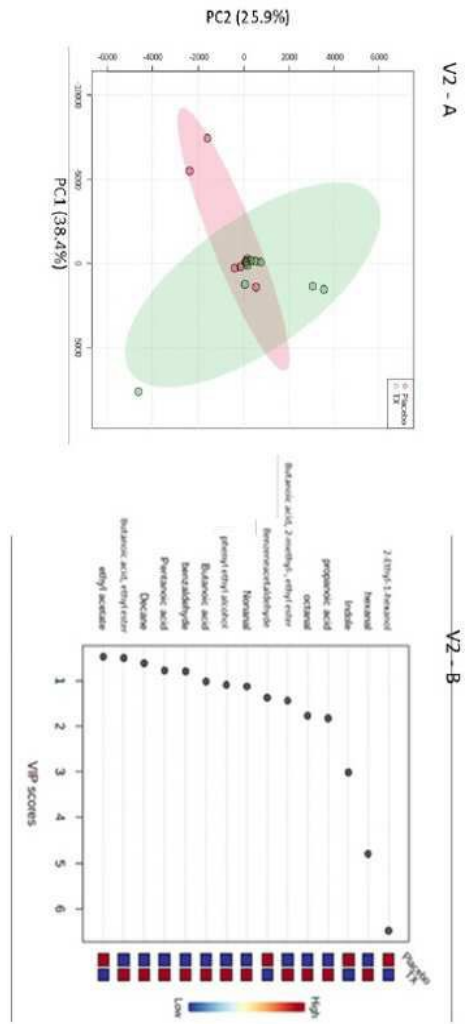 V2 - A
PC2 (25.9%)
-6000
-4000
-2000
0
2000
4000
6000
-10000
-5000
0
5000
PC1 (38.4%)
Placebo
TX
V2 - B
2-Ethyl-1-hexanol
hexanal
Indole
propanoic acid
octanal
Butanoic acid, 2-methyl-, ethyl ester
Benzeneacetaldehyde
Nonanal
phenyl ethyl alcohol
Butanoic acid
benzaldehyde
Pentanoic acid
Decane
Butanoic acid, ethyl ester
ethyl acetate
1
2
3
4
5
6
VIP scores
Placebo
TX
High
Low